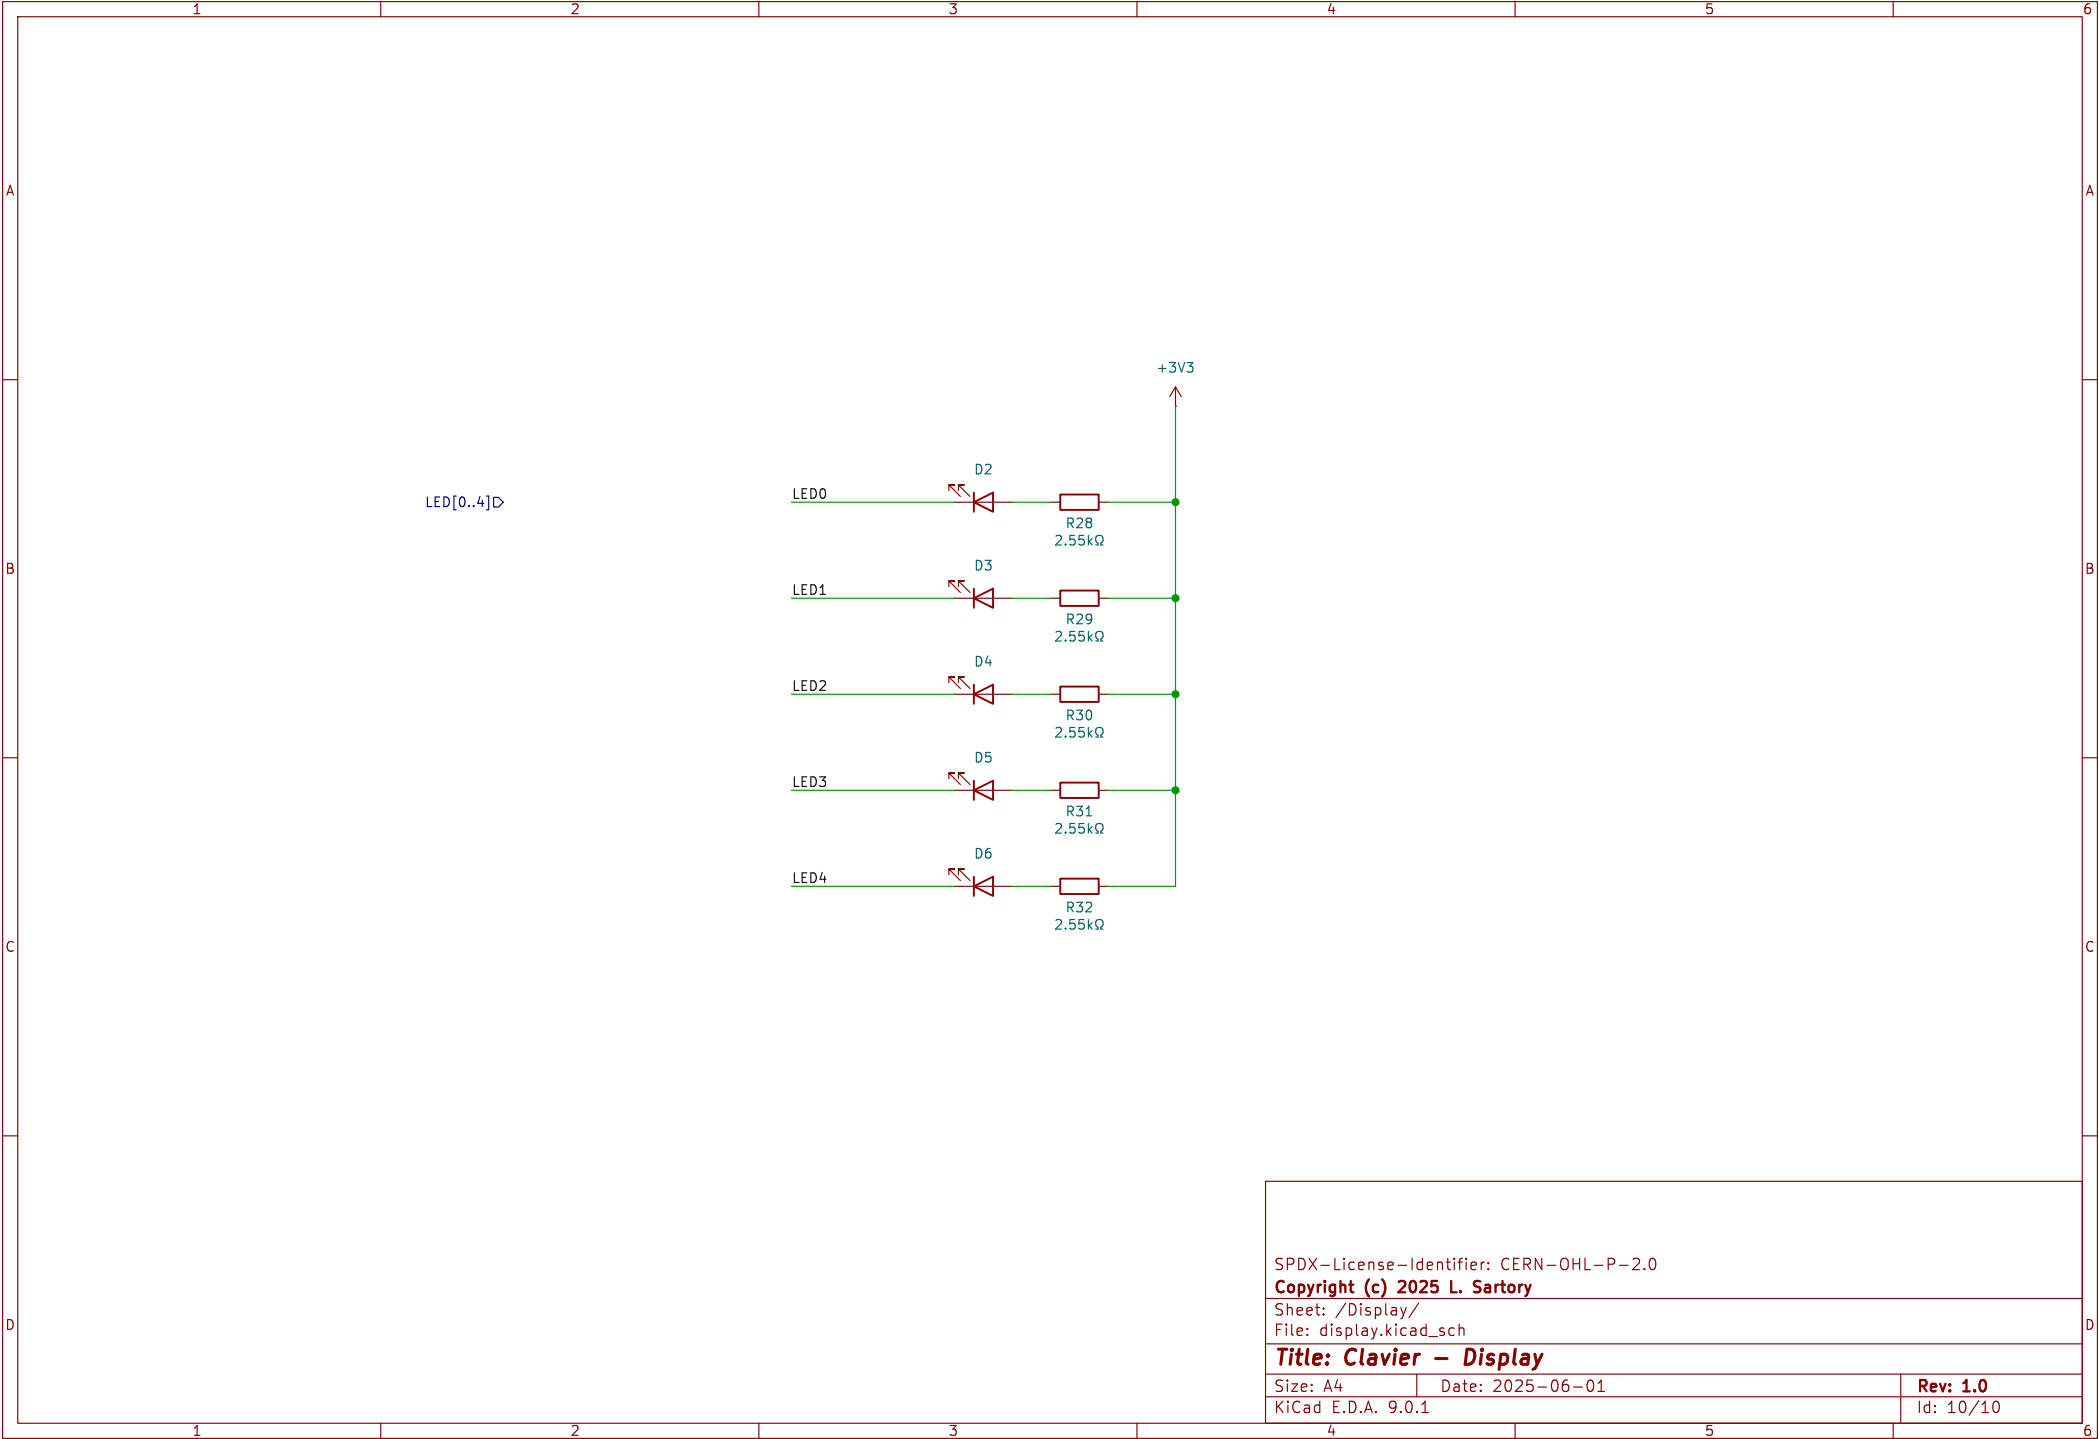 1 2 3 4 5 6
A A
+3V3
D2
LED[0..4]
LED0
R28
2.55kΩ
D3
B B
LED1
R29
2.55kΩ
D4
LED2
R30
2.55kΩ
D5
LED3
R31
2.55kΩ
D6
LED4
R32
2.55kΩ
C C
SPDX-License-Identifier: CERN-OHL-P-2.0
Copyright (c) 2025 L. Sartory
Sheet: /Display/
File: display.kicad_sch
D D
Title: Clavier - Display
Size: A4 Date: 2025-06-01 Rev: 1.0
KiCad E.D.A. 9.0.1 Id: 10/10
1 2 3 4 5 6